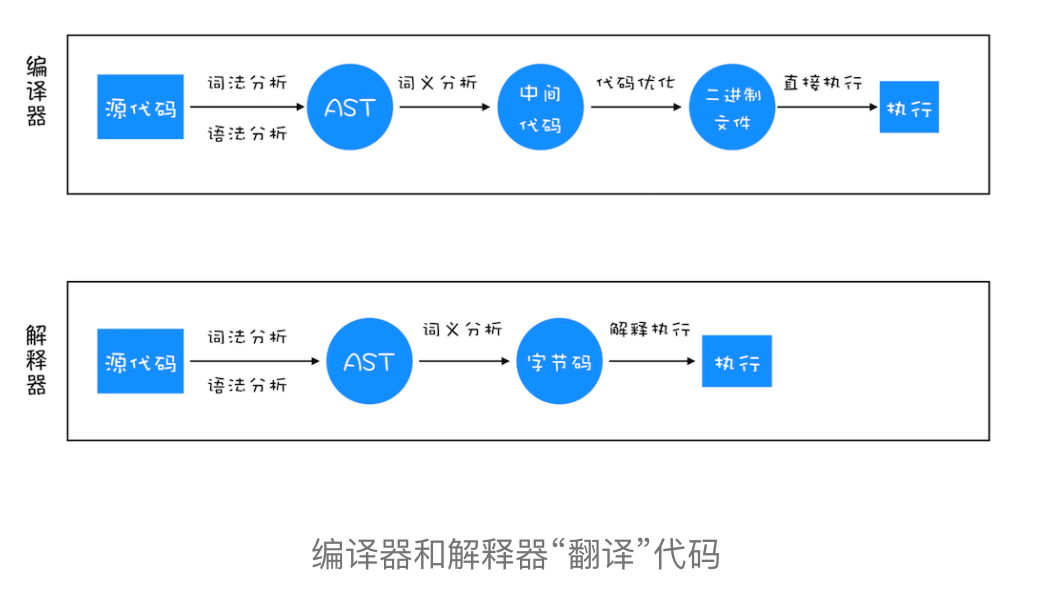 编译器
源代码
词法分析
语法分析
AST
词义分析
中间
代码
代码优化
二进制
文件
直接执行
执行
解释器
源代码
词法分析
语法分析
AST
词义分析
字节码
解释执行
执行
编译器和解释器“翻译”代码